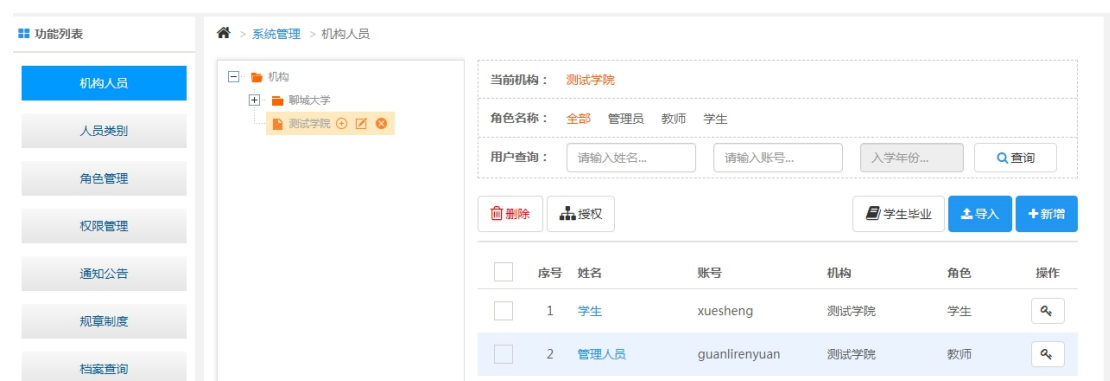 功能列表
机构人员
人员类别
角色管理
权限管理
通知公告
规章制度
档案查询
> 系统管理 > 机构人员
机构
聊城大学
测试学院
当前机构： 测试学院
角色名称： 全部 管理员 教师 学生
用户查询： 请输入姓名... 请输入账号... 入学年份... 查询
删除 授权 学生毕业 导入 +新增
序号 姓名 账号 机构 角色 操作
1 学生 xuesheng 测试学院 学生
2 管理人员 guanlirenyuan 测试学院 教师